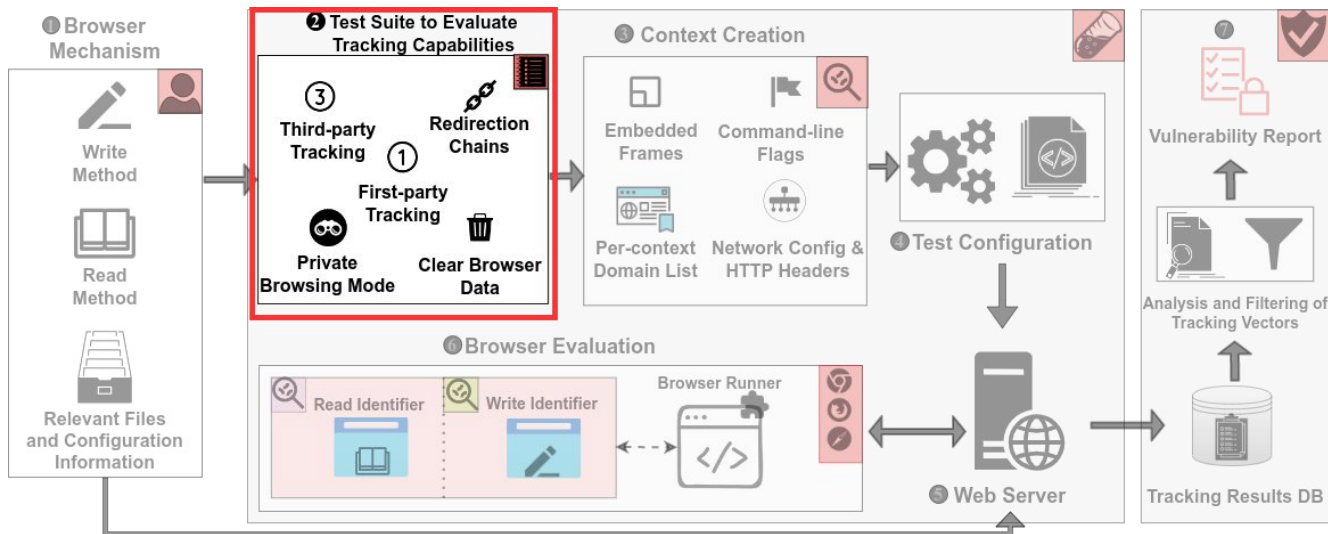 ❶ Browser
Mechanism
Write
Method
Read
Method
Relevant Files
and Configuration
Information
❷ Test Suite to Evaluate
Tracking Capabilities
3
Third-party
Tracking
Redirection
Chains
1
First-party
Tracking
Private
Browsing Mode
Clear Browser
Data
❸ Context Creation
Embedded
Frames
Command-line
Flags
Per-context
Domain List
Network Config &
HTTP Headers
</>
❹ Test Configuration
❺ Web Server
❻ Browser Evaluation
Read Identifier
Write Identifier
Browser Runner
</>
❼
Vulnerability Report
Analysis and Filtering of
Tracking Vectors
Tracking Results DB